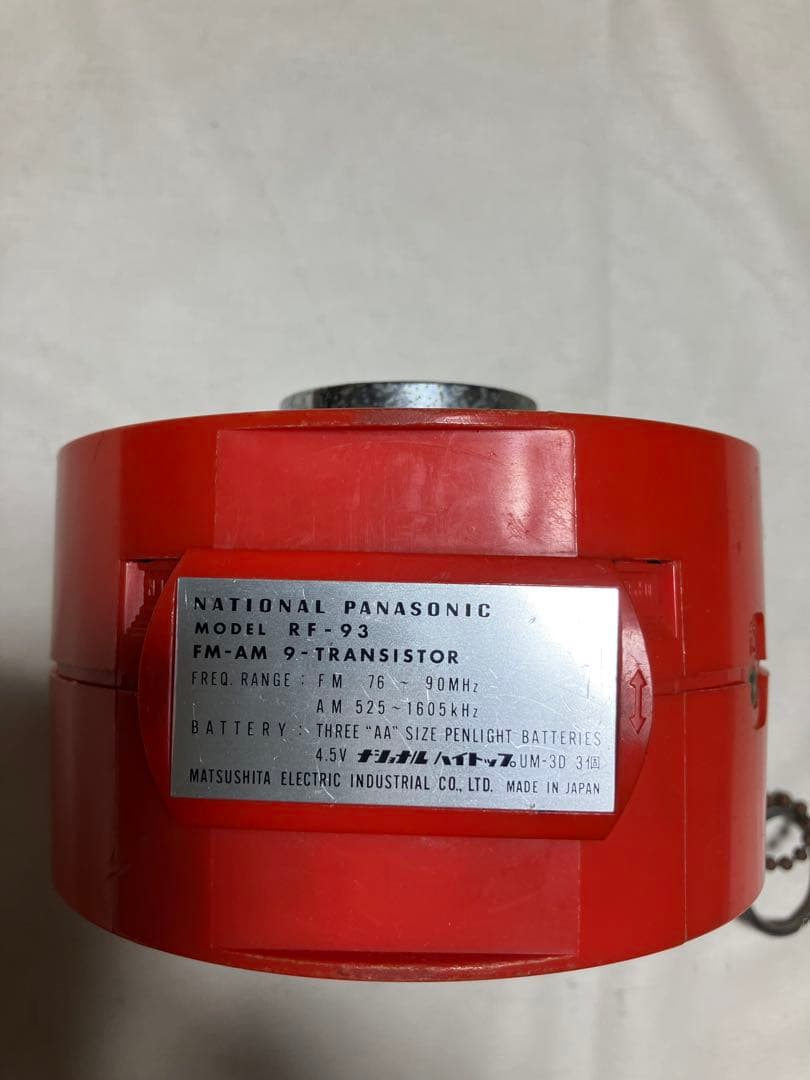 NATIONAL PANASONIC
MODEL RF-93
FM-AM 9-TRANSISTOR
FREQ. RANGE : FM 76 ~ 90MHz
AM 525~1605kHz
BATTERY : THREE "AA" SIZE PENLIGHT BATTERIES
4.5V ナショナル ハイトップ UM-3D 3個
MATSUSHITA ELECTRIC INDUSTRIAL CO., LTD. MADE IN JAPAN